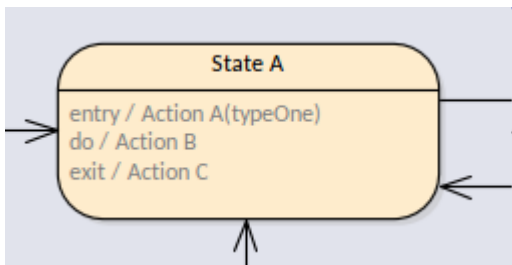 State A
entry / Action A(typeOne)
do / Action B
exit / Action C